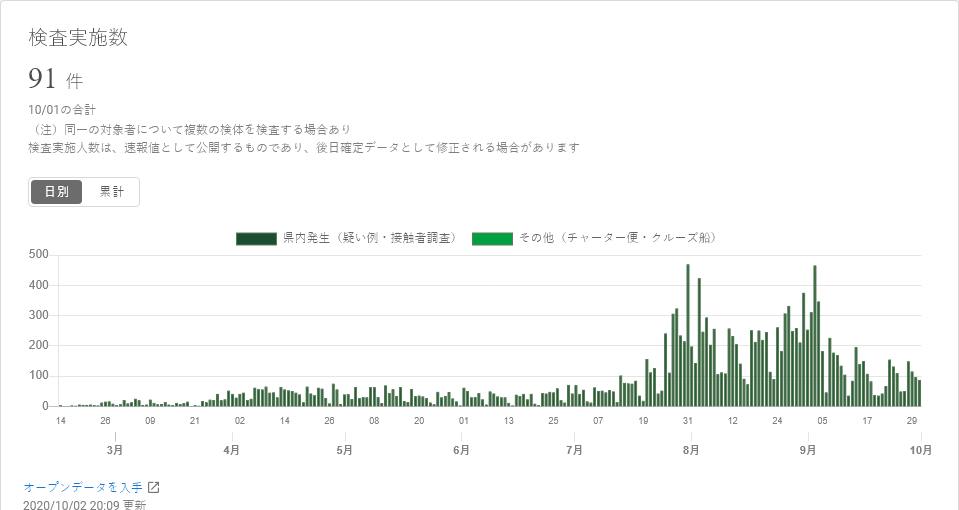 検査実施数
91 件
10/01の合計
（注）同一の対象者について複数の検体を検査する場合あり
検査実施人数は、速報値として公開するものであり、後日確定データとして修正される場合があります
日別 累計
県内発生（疑い例・接触者調査） その他（チャーター便・クルーズ船）
500
400
300
200
100
0
14 26 09 21 02 14 26 08 20 01 13 25 07 19 31 12 24 05 17 29
3月 4月 5月 6月 7月 8月 9月 10月
オープンデータを入手
2020/10/02 20:09 更新